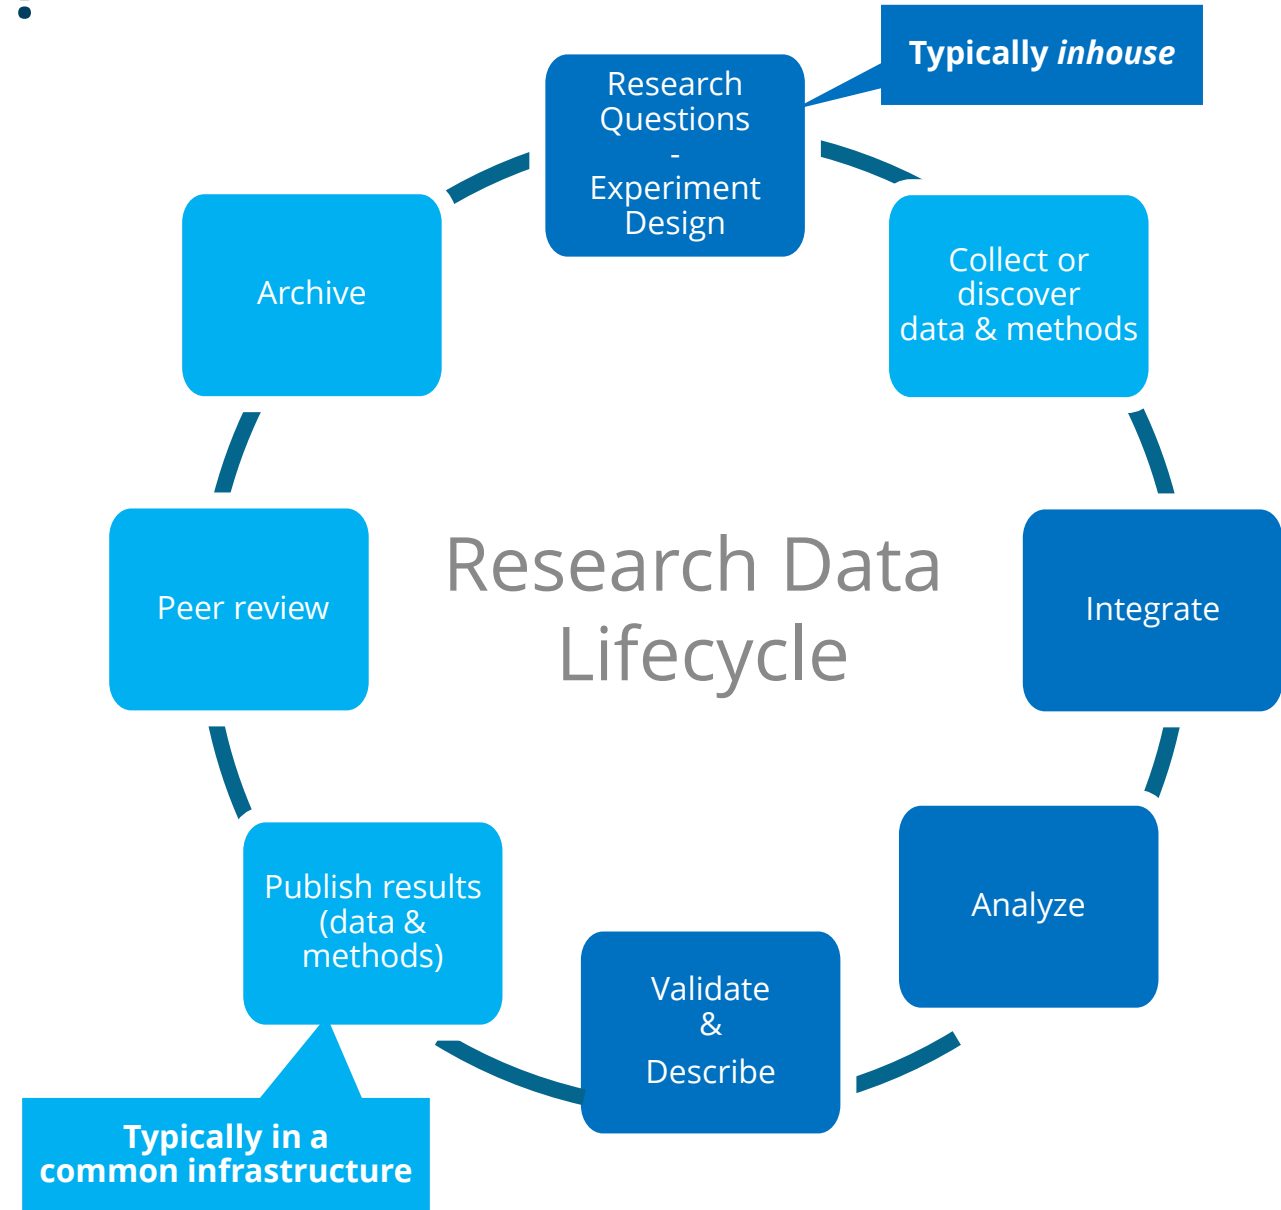 Typically inhouse
Research
Questions
-
Experiment
Design
Collect or
discover
data & methods
Archive
Integrate
Peer review
Research Data
Lifecycle
Analyze
Publish results
(data &
methods)
Validate
&
Describe
Typically in a
common infrastructure